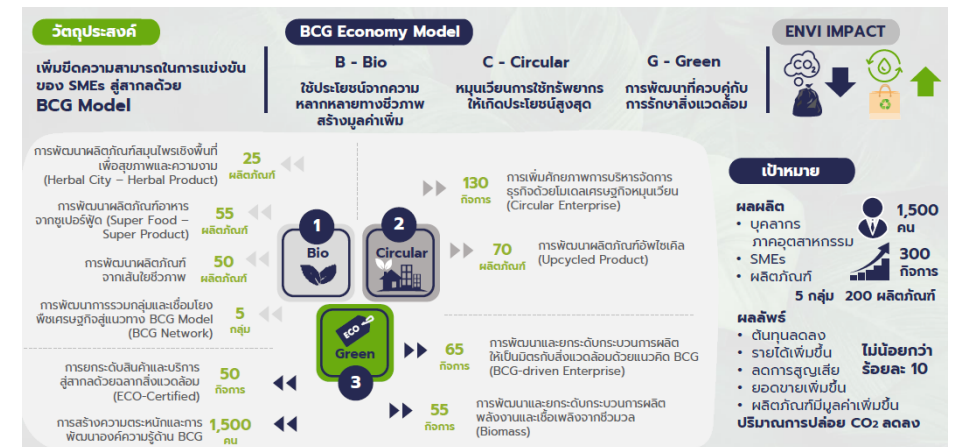 วัตถุประสงค์
เพิ่มขีดความสามารถในการแข่งขัน
ของ SMEs สู่สากลด้วย
BCG Model
BCG Economy Model
B - Bio
ใช้ประโยชน์จากความ
หลากหลายทางชีวภาพ
สร้างมูลค่าเพิ่ม
C - Circular
หมุนเวียนการใช้ทรัพยากร
ให้เกิดประโยชน์สูงสุด
G - Green
การพัฒนาที่ควบคู่กับ
การรักษาสิ่งแวดล้อม
ENVI IMPACT
CO2
การพัฒนาผลิตภัณฑ์สมุนไพรเชิงพื้นที่
เพื่อสุขภาพและความงาม
(Herbal City – Herbal Product)
25
ผลิตภัณฑ์
การพัฒนาผลิตภัณฑ์อาหาร
จากซูเปอร์ฟู้ด (Super Food –
Super Product)
55
ผลิตภัณฑ์
การพัฒนาผลิตภัณฑ์
จากเส้นใยชีวภาพ
50
ผลิตภัณฑ์
การพัฒนาการรวมกลุ่มและเชื่อมโยง
พืชเศรษฐกิจสู่แนวทาง BCG Model
(BCG Network)
5
กลุ่ม
1
Bio
2
Circular
130
กิจการ
การเพิ่มศักยภาพการบริหารจัดการ
ธุรกิจด้วยโมเดลเศรษฐกิจหมุนเวียน
(Circular Enterprise)
70
ผลิตภัณฑ์
การพัฒนาผลิตภัณฑ์อัพไซเคิล
(Upcycled Product)
ECO
Green
3
การยกระดับสินค้าและบริการ
สู่สากลด้วยฉลากสิ่งแวดล้อม
(ECO-Certified)
50
กิจการ
การสร้างความตระหนักและการ
พัฒนาองค์ความรู้ด้าน BCG
1,500
คน
65
กิจการ
การพัฒนาและยกระดับกระบวนการผลิต
ให้เป็นมิตรกับสิ่งแวดล้อมด้วยแนวคิด BCG
(BCG-driven Enterprise)
55
กิจการ
การพัฒนาและยกระดับกระบวนการผลิต
พลังงานและเชื้อเพลิงจากชีวมวล
(Biomass)
เป้าหมาย
ผลผลิต
• บุคลากร
ภาคอุตสาหกรรม
• SMEs
• ผลิตภัณฑ์
1,500
คน
300
กิจการ
5 กลุ่ม 200 ผลิตภัณฑ์
ผลลัพธ์
• ต้นทุนลดลง
• รายได้เพิ่มขึ้น
• ลดการสูญเสีย
• ยอดขายเพิ่มขึ้น
• ผลิตภัณฑ์มีมูลค่าเพิ่มขึ้น
ไม่น้อยกว่า
ร้อยละ 10
ปริมาณการปล่อย CO2 ลดลง